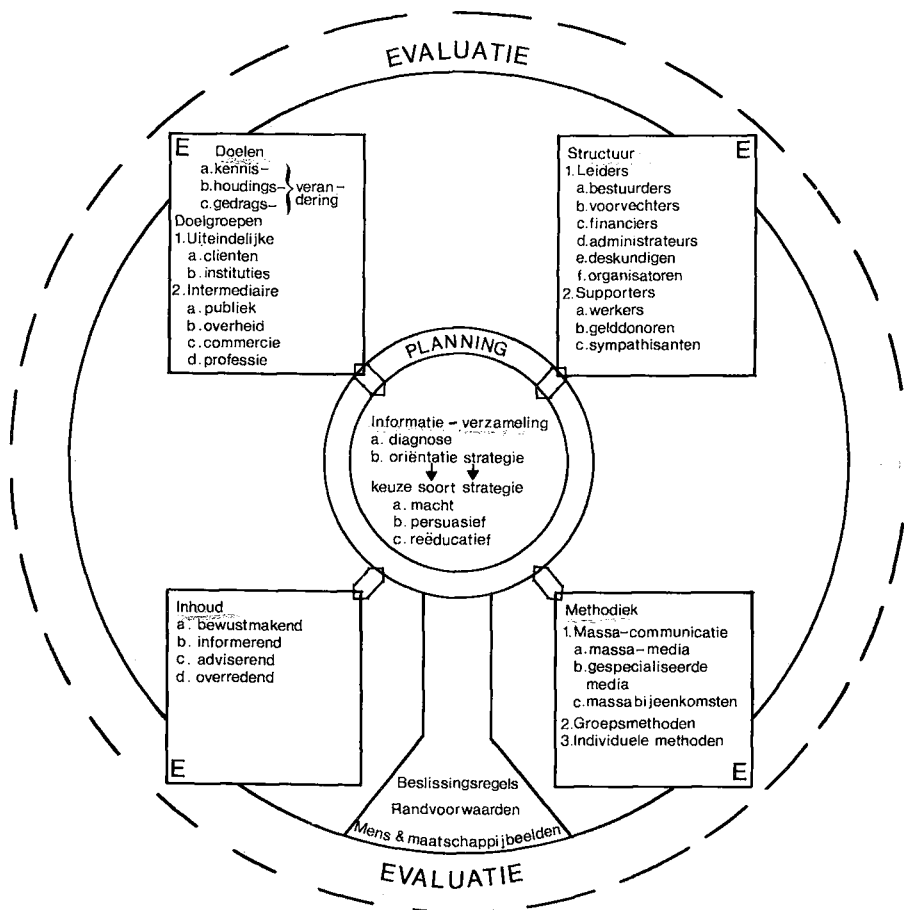 EVALUATIE
E
Doelen
a. kennis-
b. houdings- veran-
c. gedrags- dering
Doelgroepen
1. Uiteindelijke
a. clienten
b. instituties
2. Intermediaire
a. publiek
b. overheid
c. commercie
d. professie
Structuur
E
1. Leiders
a. bestuurders
b. voorvechters
c. financiers
d. administrateurs
e. deskundigen
f. organisatoren
2. Supporters
a. werkers
b. gelddonoren
c. sympathisanten
PLANNING
Informatie - verzameling
a. diagnose
b. oriëntatie strategie
keuze soort strategie
a. macht
b. persuasief
c. reëducatief
Inhoud
a. bewustmakend
b. informerend
c. adviserend
d. overredend
E
Methodiek
1. Massa-communicatie
a. massa-media
b. gespecialiseerde
media
c. massabijeenkomsten
2. Groepsmethoden
3. Individuele methoden
E
Beslissingsregels
Randvoorwaarden
Mens & maatschappijbeelden
EVALUATIE